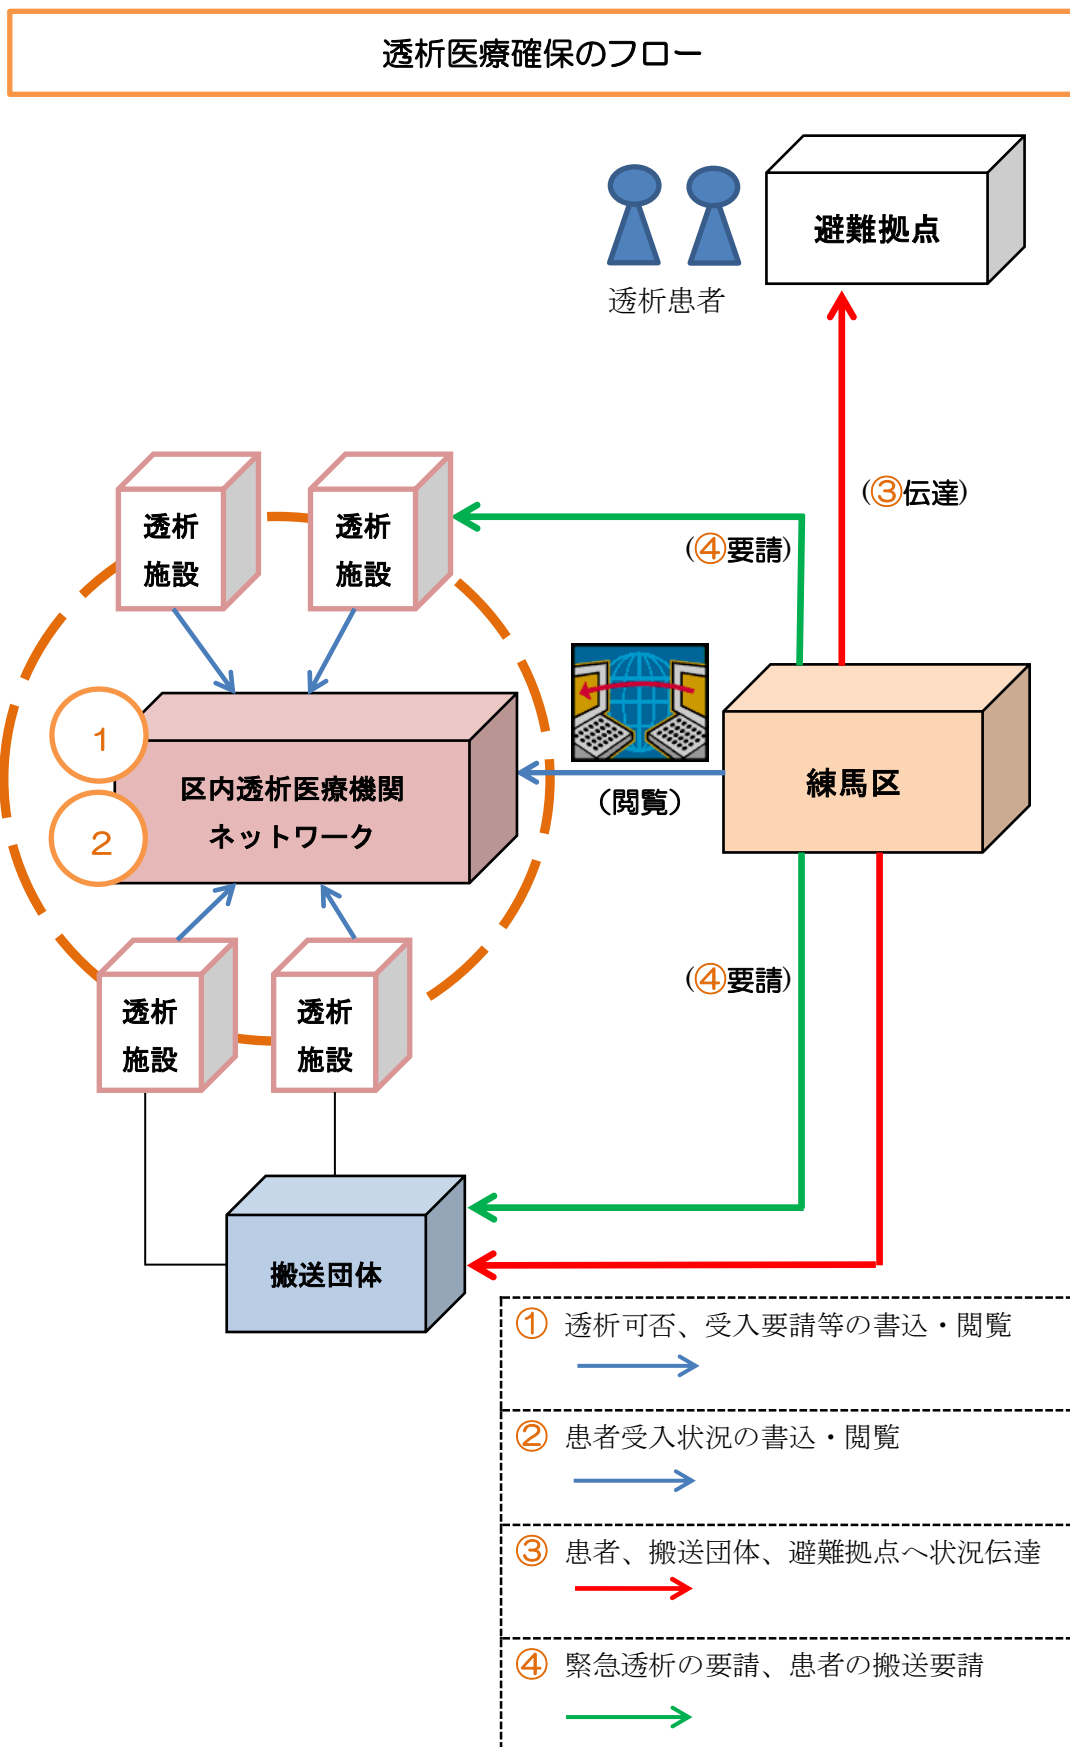 透析医療確保のフロー
避難拠点
透析患者
(③伝達)
透析
施設
透析
施設
(④要請)
1
2
区内透析医療機関
ネットワーク
(閲覧)
練馬区
(④要請)
透析
施設
透析
施設
搬送団体
① 透析可否、受入要請等の書込・閲覧
② 患者受入状況の書込・閲覧
③ 患者、搬送団体、避難拠点へ状況伝達
④ 緊急透析の要請、患者の搬送要請